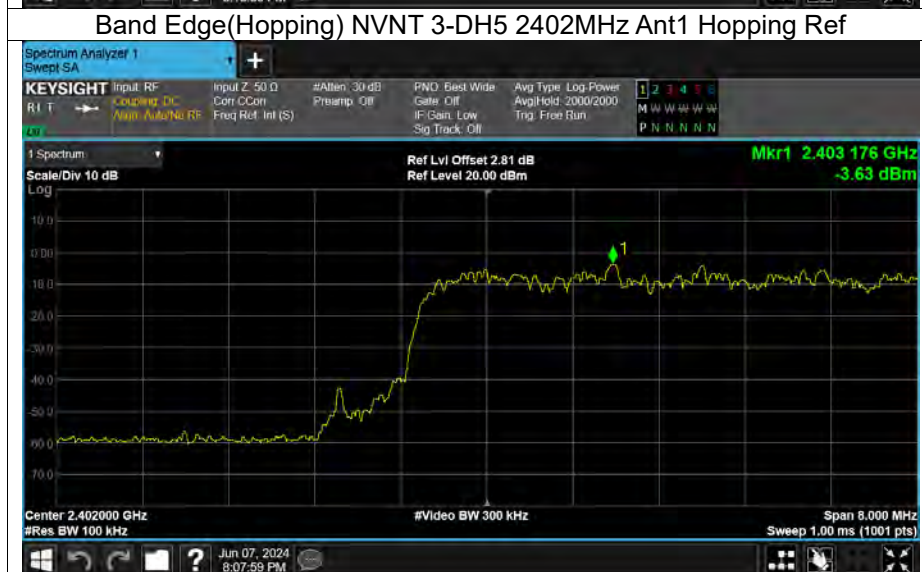 Band Edge(Hopping) NVNT 3-DH5 2402MHz Ant1 Hopping Ref
Spectrum Analyzer 1
Swept SA
+
KEYSIGHT Input: RF Input Z: 50 Ω #Atten: 30 dB PNO: Best Wide Avg Type: Log-Power 1 2 3 4 5 6
RLT Coupling: DC Corr CCorr Preamp: Off Gate: Off Avg|Hold: 2000/2000 M W W W W W
Align: Auto/No RF Freq Ref: Int (S) IF Gain: Low Trig: Free Run
Sig Track: Off P N N N N N
1 Spectrum Ref Lvl Offset 2.81 dB Mkr1 2.403 176 GHz
Scale/Div 10 dB Ref Level 20.00 dBm -3.63 dBm
Log
10.0
0.00
1
-10.0
-20.0
-30.0
-40.0
-50.0
-60.0
-70.0
Center 2.402000 GHz #Video BW 300 kHz Span 8.000 MHz
#Res BW 100 kHz Sweep 1.00 ms (1001 pts)
? Jun 07, 2024
8:07:59 PM